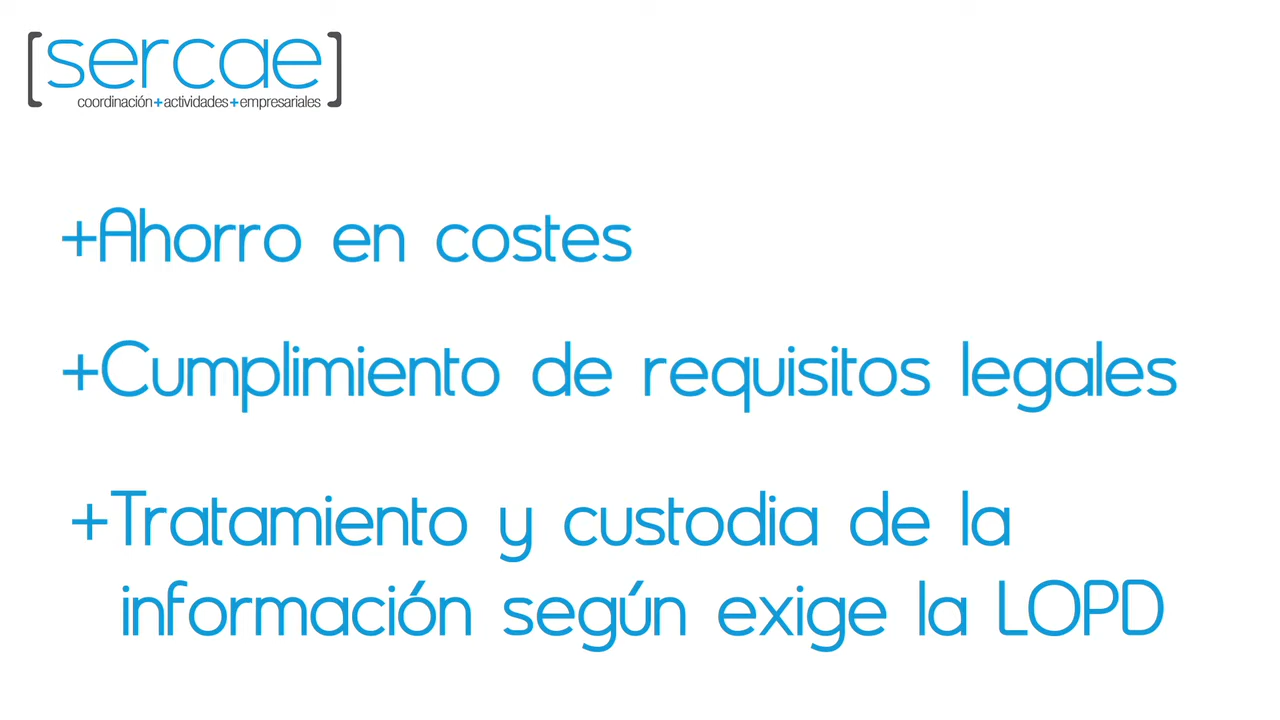 [sercae]
coordinación+actividades+empresariales
+Ahorro en costes
+Cumplimiento de requisitos legales
+Tratamiento y custodia de la
información según exige la LOPD